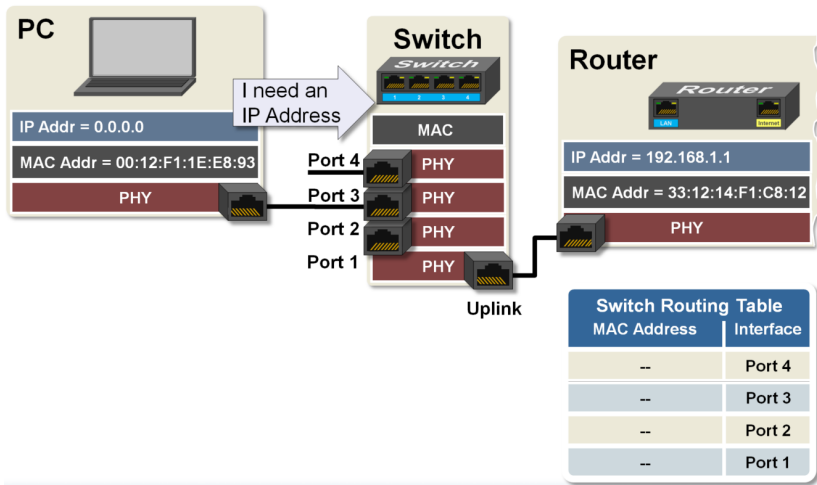 PC
IP Addr = 0.0.0.0
MAC Addr = 00:12:F1:1E:E8:93
PHY
I need an
IP Address
Switch
Switch
1 2 3 4
MAC
Port 4
PHY
Port 3
PHY
Port 2
PHY
Port 1
PHY
Uplink
Router
Router
LAN
Internet
IP Addr = 192.168.1.1
MAC Addr = 33:12:14:F1:C8:12
PHY
Switch Routing Table
MAC Address Interface
-- Port 4
-- Port 3
-- Port 2
-- Port 1